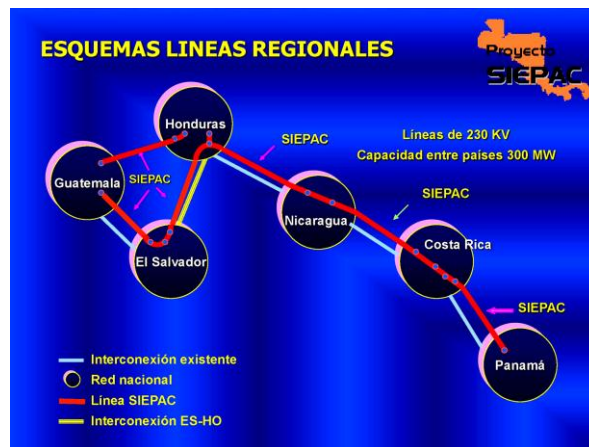 ESQUEMAS LINEAS REGIONALES
Proyecto
SIEPAC
Honduras
SIEPAC
Líneas de 230 KV
Capacidad entre países 300 MW
Guatemala
SIEPAC
SIEPAC
Nicaragua
Costa Rica
El Salvador
SIEPAC
Panamá
Interconexión existente
Red nacional
Línea SIEPAC
Interconexión ES-HO